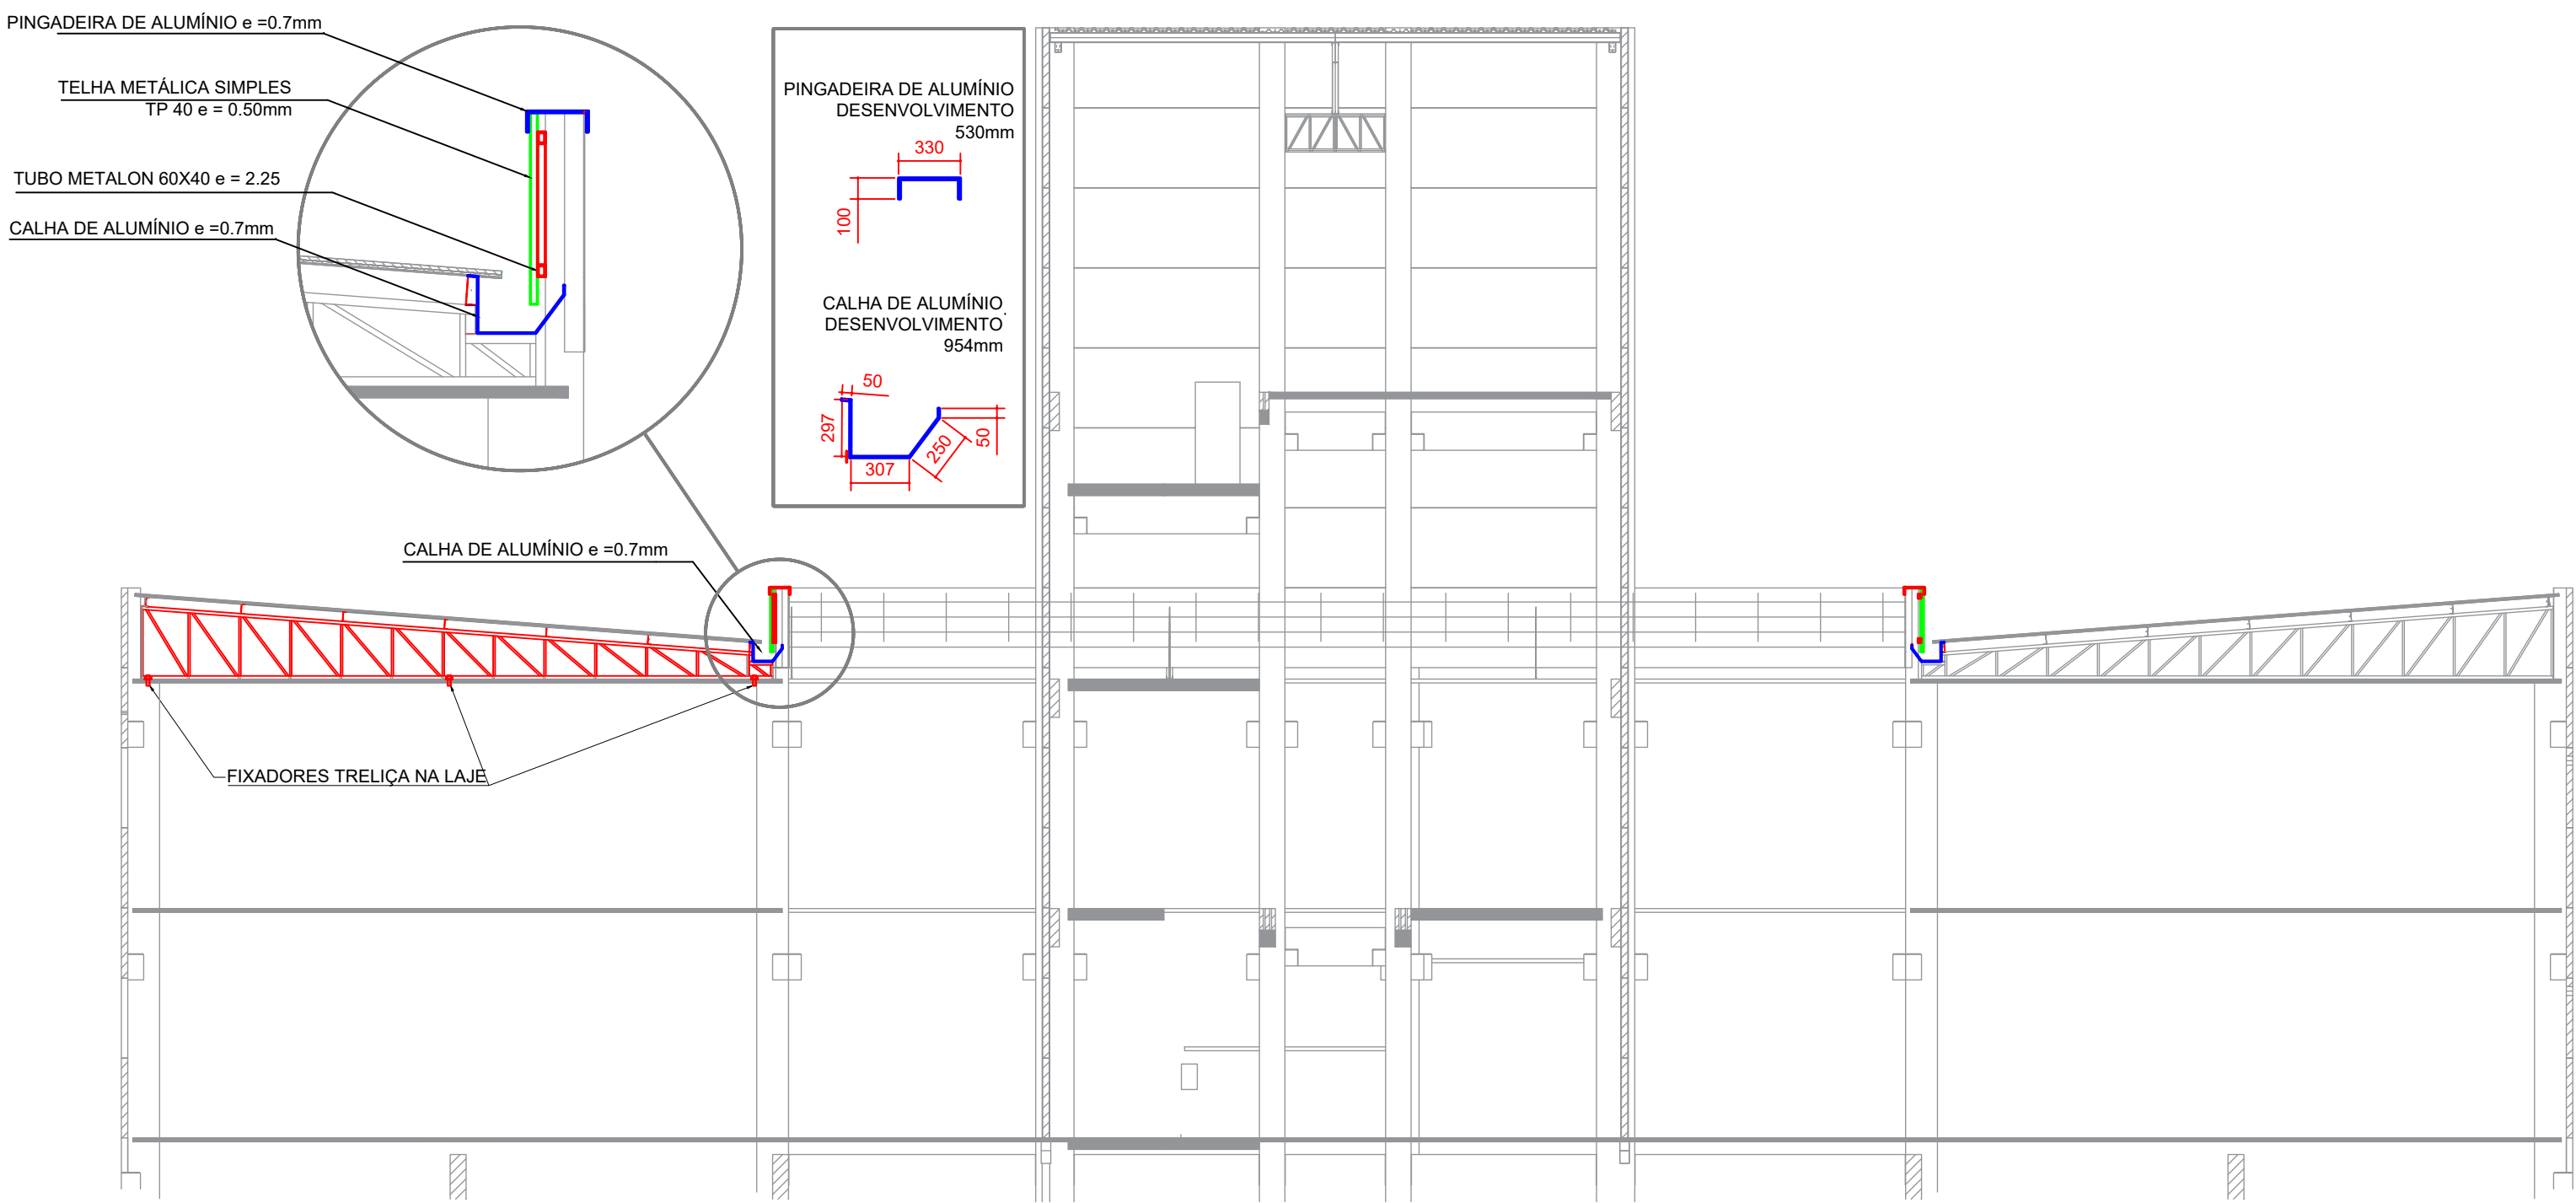 PINGADEIRA DE ALUMÍNIO e =0.7mm
TELHA METÁLICA SIMPLES
TP 40 e = 0.50mm
TUBO METALON 60X40 e = 2.25
CALHA DE ALUMÍNIO e =0.7mm
PINGADEIRA DE ALUMÍNIO
DESENVOLVIMENTO
530mm
330
100
CALHA DE ALUMÍNIO
DESENVOLVIMENTO
954mm
50
297
307
250
50
CALHA DE ALUMÍNIO e =0.7mm
FIXADORES TRELIÇA NA LAJE